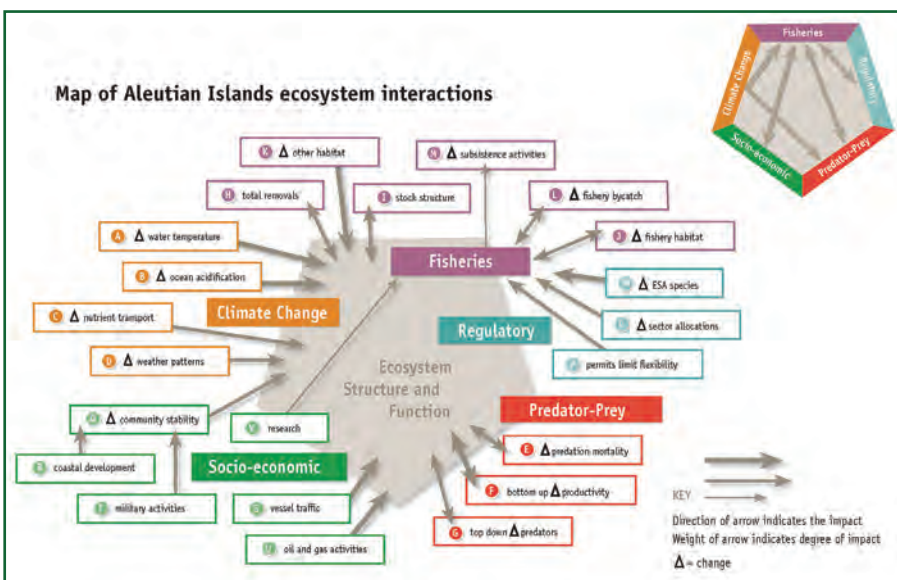 Map of Aleutian Islands ecosystem interactions
Fisheries
Climate Change
Regulatory
Socio-economic
Predator-Prey
K Δ other habitat
N Δ subsistence activities
H total removals
I stock structure
L Δ fishery bycatch
A Δ water temperature
J Δ fishery habitat
Fisheries
B Δ ocean acidification
Δ ESA species
Climate Change
C Δ nutrient transport
Δ sector allocations
Regulatory
D Δ weather patterns
permits limit flexibility
Ecosystem
Structure and
Function
Predator-Prey
Δ community stability
V research
E Δ predation mortality
coastal development
Socio-economic
F bottom up Δ productivity
military activities
vessel traffic
G top down Δ predators
oil and gas activities
KEY
Direction of arrow indicates the impact
Weight of arrow indicates degree of impact
Δ = change